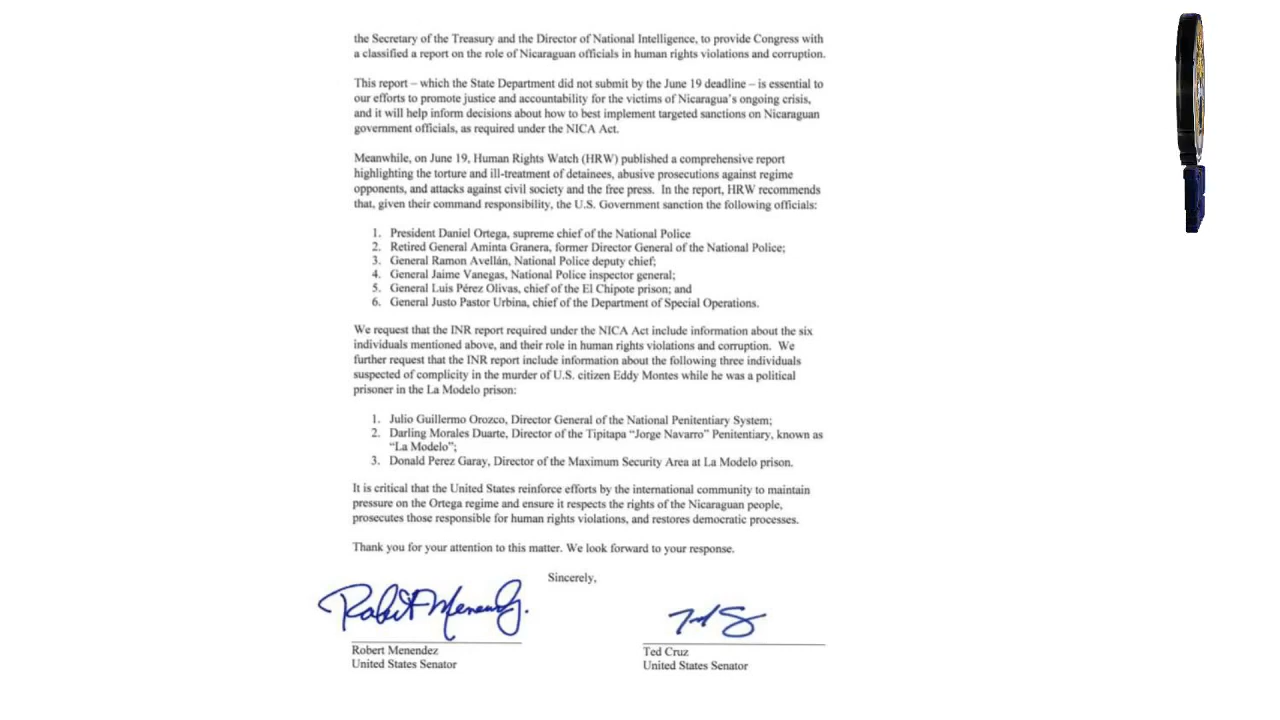 the Secretary of the Treasury and the Director of National Intelligence, to provide Congress with
a classified a report on the role of Nicaraguan officials in human rights violations and corruption.
This report – which the State Department did not submit by the June 19 deadline – is essential to
our efforts to promote justice and accountability for the victims of Nicaragua's ongoing crisis,
and it will help inform decisions about how to best implement targeted sanctions on Nicaraguan
government officials, as required under the NICA Act.
Meanwhile, on June 19, Human Rights Watch (HRW) published a comprehensive report
highlighting the torture and ill-treatment of detainees, abusive prosecutions against regime
opponents, and attacks against civil society and the free press. In the report, HRW recommends
that, given their command responsibility, the U.S. Government sanction the following officials:
1. President Daniel Ortega, supreme chief of the National Police
2. Retired General Aminta Granera, former Director General of the National Police;
3. General Ramon Avellán, National Police deputy chief;
4. General Jaime Vanegas, National Police inspector general;
5. General Luis Pérez Olivas, chief of the El Chipote prison; and
6. General Justo Pastor Urbina, chief of the Department of Special Operations.
We request that the INR report required under the NICA Act include information about the six
individuals mentioned above, and their role in human rights violations and corruption. We
further request that the INR report include information about the following three individuals
suspected of complicity in the murder of U.S. citizen Eddy Montes while he was a political
prisoner in the La Modelo prison:
1. Julio Guillermo Orozco, Director General of the National Penitentiary System;
2. Darling Morales Duarte, Director of the Tipitapa “Jorge Navarro” Penitentiary, known as
“La Modelo”;
3. Donald Perez Garay, Director of the Maximum Security Area at La Modelo prison.
It is critical that the United States reinforce efforts by the international community to maintain
pressure on the Ortega regime and ensure it respects the rights of the Nicaraguan people,
prosecutes those responsible for human rights violations, and restores democratic processes.
Thank you for your attention to this matter. We look forward to your response.
Sincerely,
Robert Menendez
Robert Menendez
United States Senator
Ted Cruz
United States Senator